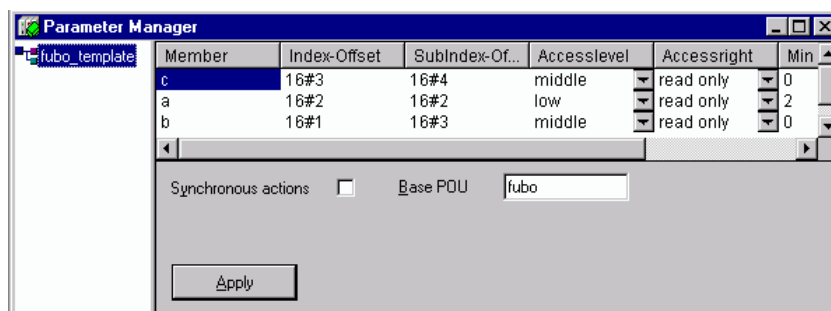 Parameter Manager
fubo_template
Member Index-Offset SubIndex-Of... Accesslevel Accessright Min
c 16#3 16#4 middle read only 0
a 16#2 16#2 low read only 2
b 16#1 16#3 middle read only 0
Synchronous actions Base POU fubo
Apply